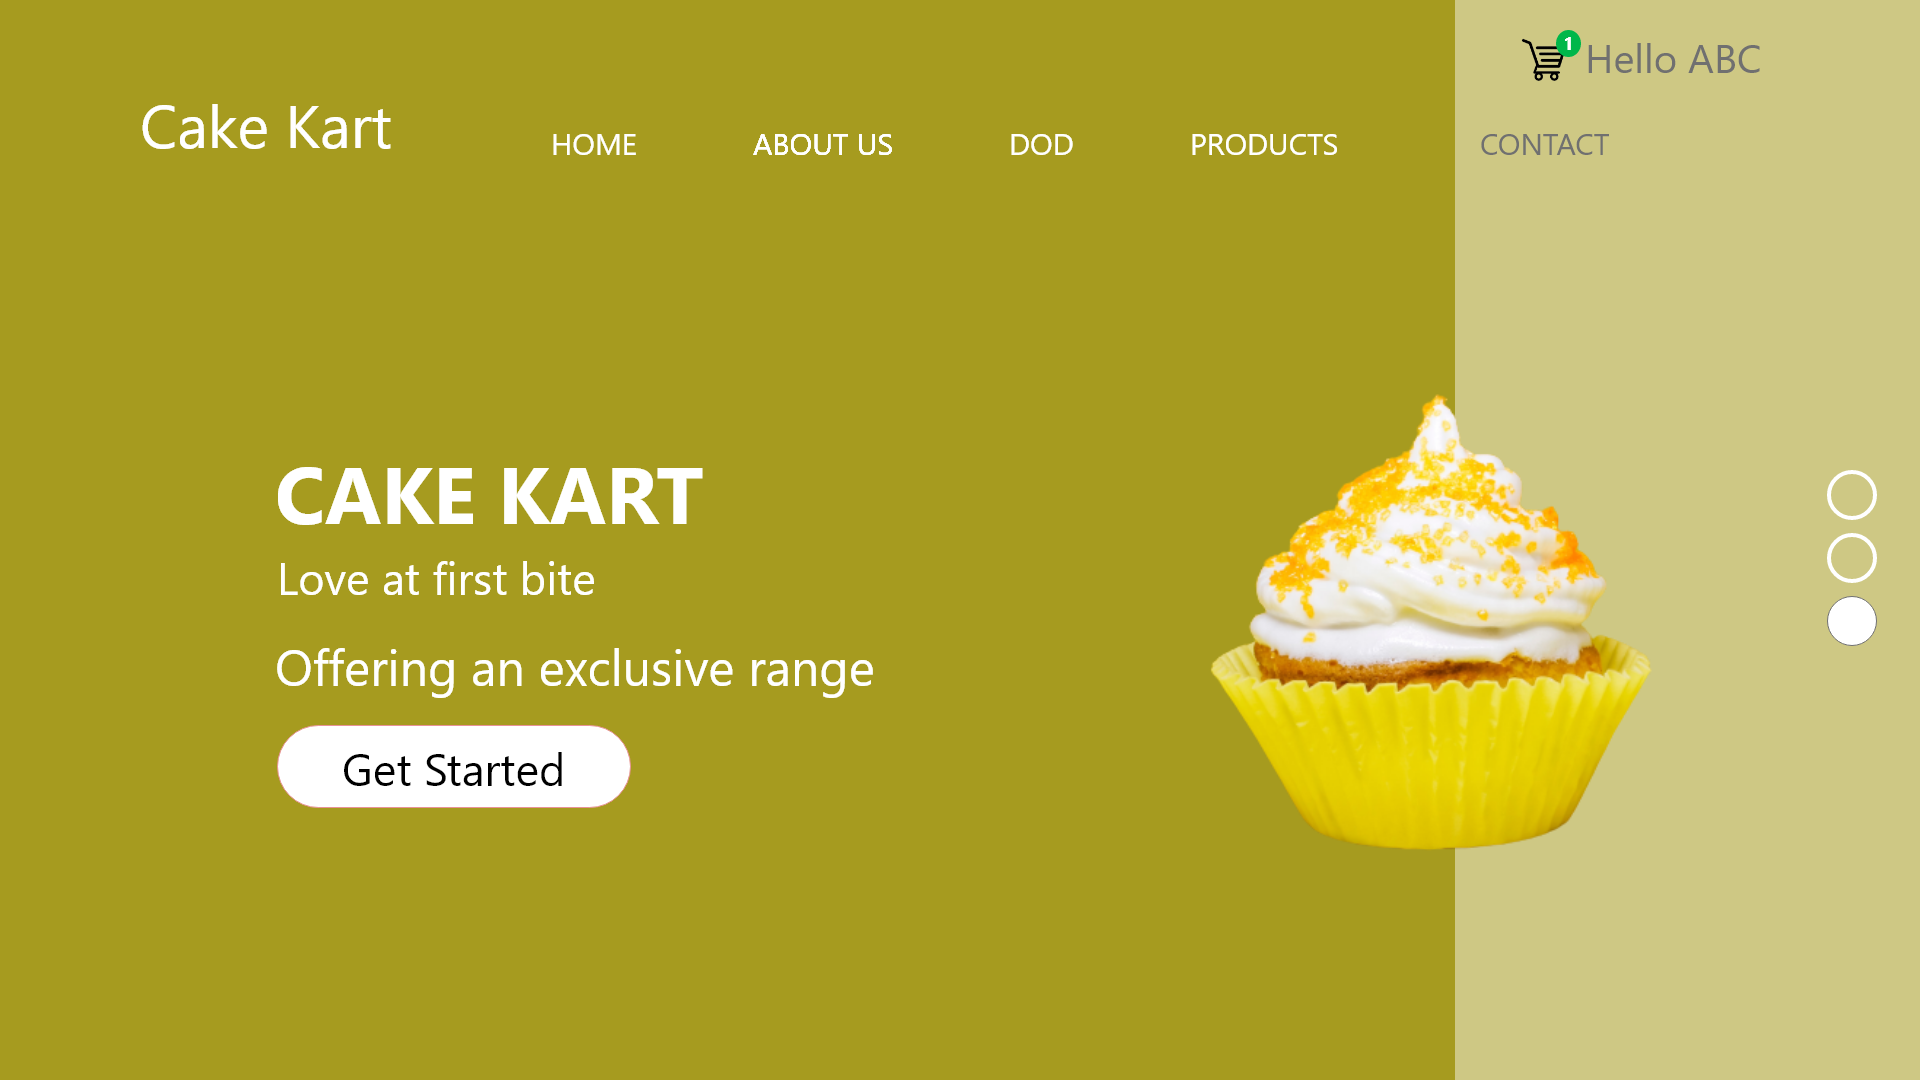 1
Hello ABC
Cake Kart
HOME
ABOUT US
DOD
PRODUCTS
CONTACT
CAKE KART
Love at first bite
Offering an exclusive range
Get Started